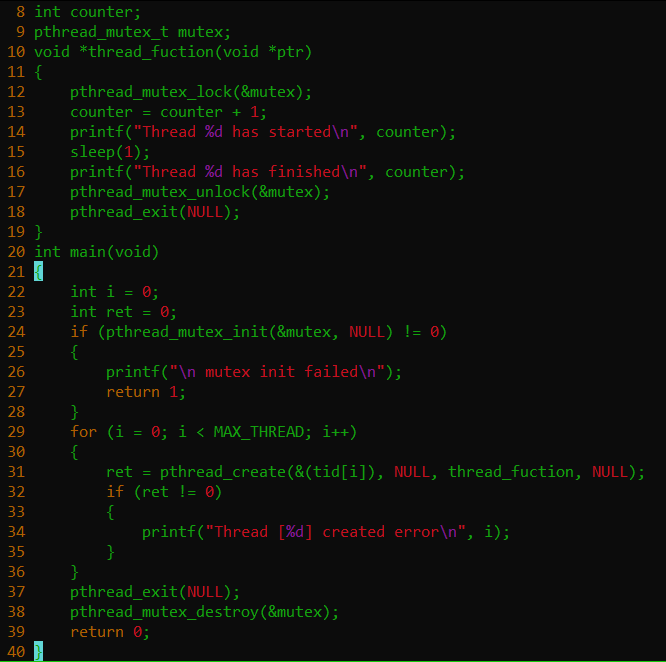 8 int counter;
9 pthread_mutex_t mutex;
10 void *thread_fuction(void *ptr)
11 {
12     pthread_mutex_lock(&mutex);
13     counter = counter + 1;
14     printf("Thread %d has started\n", counter);
15     sleep(1);
16     printf("Thread %d has finished\n", counter);
17     pthread_mutex_unlock(&mutex);
18     pthread_exit(NULL);
19 }
20 int main(void)
21 {
22     int i = 0;
23     int ret = 0;
24     if (pthread_mutex_init(&mutex, NULL) != 0)
25     {
26         printf("\n mutex init failed\n");
27         return 1;
28     }
29     for (i = 0; i < MAX_THREAD; i++)
30     {
31         ret = pthread_create(&(tid[i]), NULL, thread_fuction, NULL);
32         if (ret != 0)
33         {
34             printf("Thread [%d] created error\n", i);
35         }
36     }
37     pthread_exit(NULL);
38     pthread_mutex_destroy(&mutex);
39     return 0;
40 }